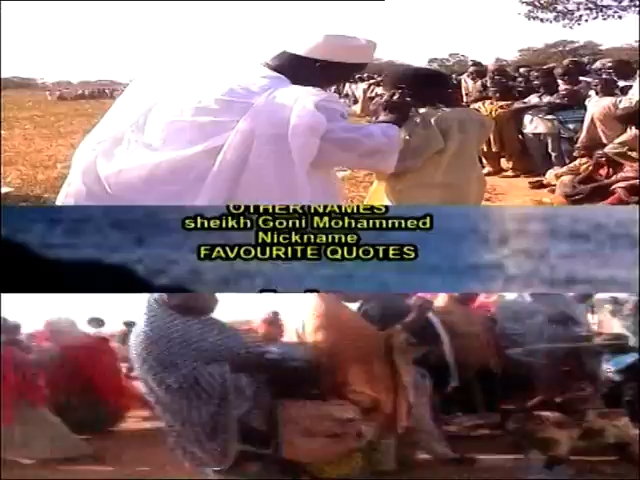 OTHER NAMES
sheikh Goni Mohammed
Nickname
FAVOURITE QUOTES